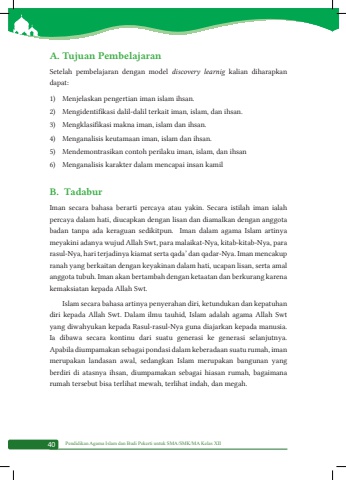 A. Tujuan Pembelajaran
Setelah pembelajaran dengan model discovery learnig kalian diharapkan
dapat:
1) Menjelaskan pengertian iman islam ihsan.
2) Mengidentifikasi dalil-dalil terkait iman, islam, dan ihsan.
3) Mengklasifikasi makna iman, islam dan ihsan.
4) Menganalisis keutamaan iman, islam dan ihsan.
5) Mendemontrasikan contoh perilaku iman, islam, dan ihsan
6) Menganalisis karakter dalam mencapai insan kamil
B. Tadabur
Iman secara bahasa berarti percaya atau yakin. Secara istilah iman ialah
percaya dalam hati, diucapkan dengan lisan dan diamalkan dengan anggota
badan tanpa ada keraguan sedikitpun. Iman dalam agama Islam artinya
meyakini adanya wujud Allah Swt, para malaikat-Nya, kitab-kitab-Nya, para
rasul-Nya, hari terjadinya kiamat serta qada' dan qadar-Nya. Iman mencakup
ranah yang berkaitan dengan keyakinan dalam hati, ucapan lisan, serta amal
anggota tubuh. Iman akan bertambah dengan ketaatan dan berkurang karena
kemaksiatan kepada Allah Swt.
Islam secara bahasa artinya penyerahan diri, ketundukan dan kepatuhan
diri kepada Allah Swt. Dalam ilmu tauhid, Islam adalah agama Allah Swt
yang diwahyukan kepada Rasul-rasul-Nya guna diajarkan kepada manusia.
Ia dibawa secara kontinu dari suatu generasi ke generasi selanjutnya.
Apabila diumpamakan sebagai pondasi dalam keberadaan suatu rumah, iman
merupakan landasan awal, sedangkan Islam merupakan bangunan yang
berdiri di atasnya ihsan, diumpamakan sebagai hiasan rumah, bagaimana
rumah tersebut bisa terlihat mewah, terlihat indah, dan megah.
40 Pendidikan Agama Islam dan Budi Pekerti untuk SMA/SMK/MA Kelas XII